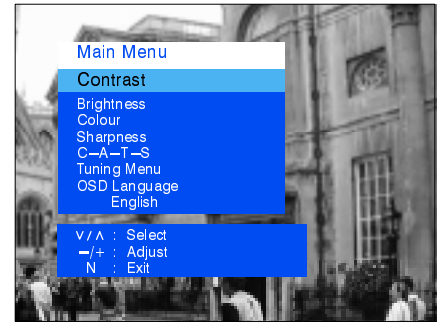 Main Menu
Contrast
Brightness
Colour
Sharpness
C–A–T–S
Tuning Menu
OSD Language
English
∨/∧ : Select
–/+ : Adjust
N : Exit